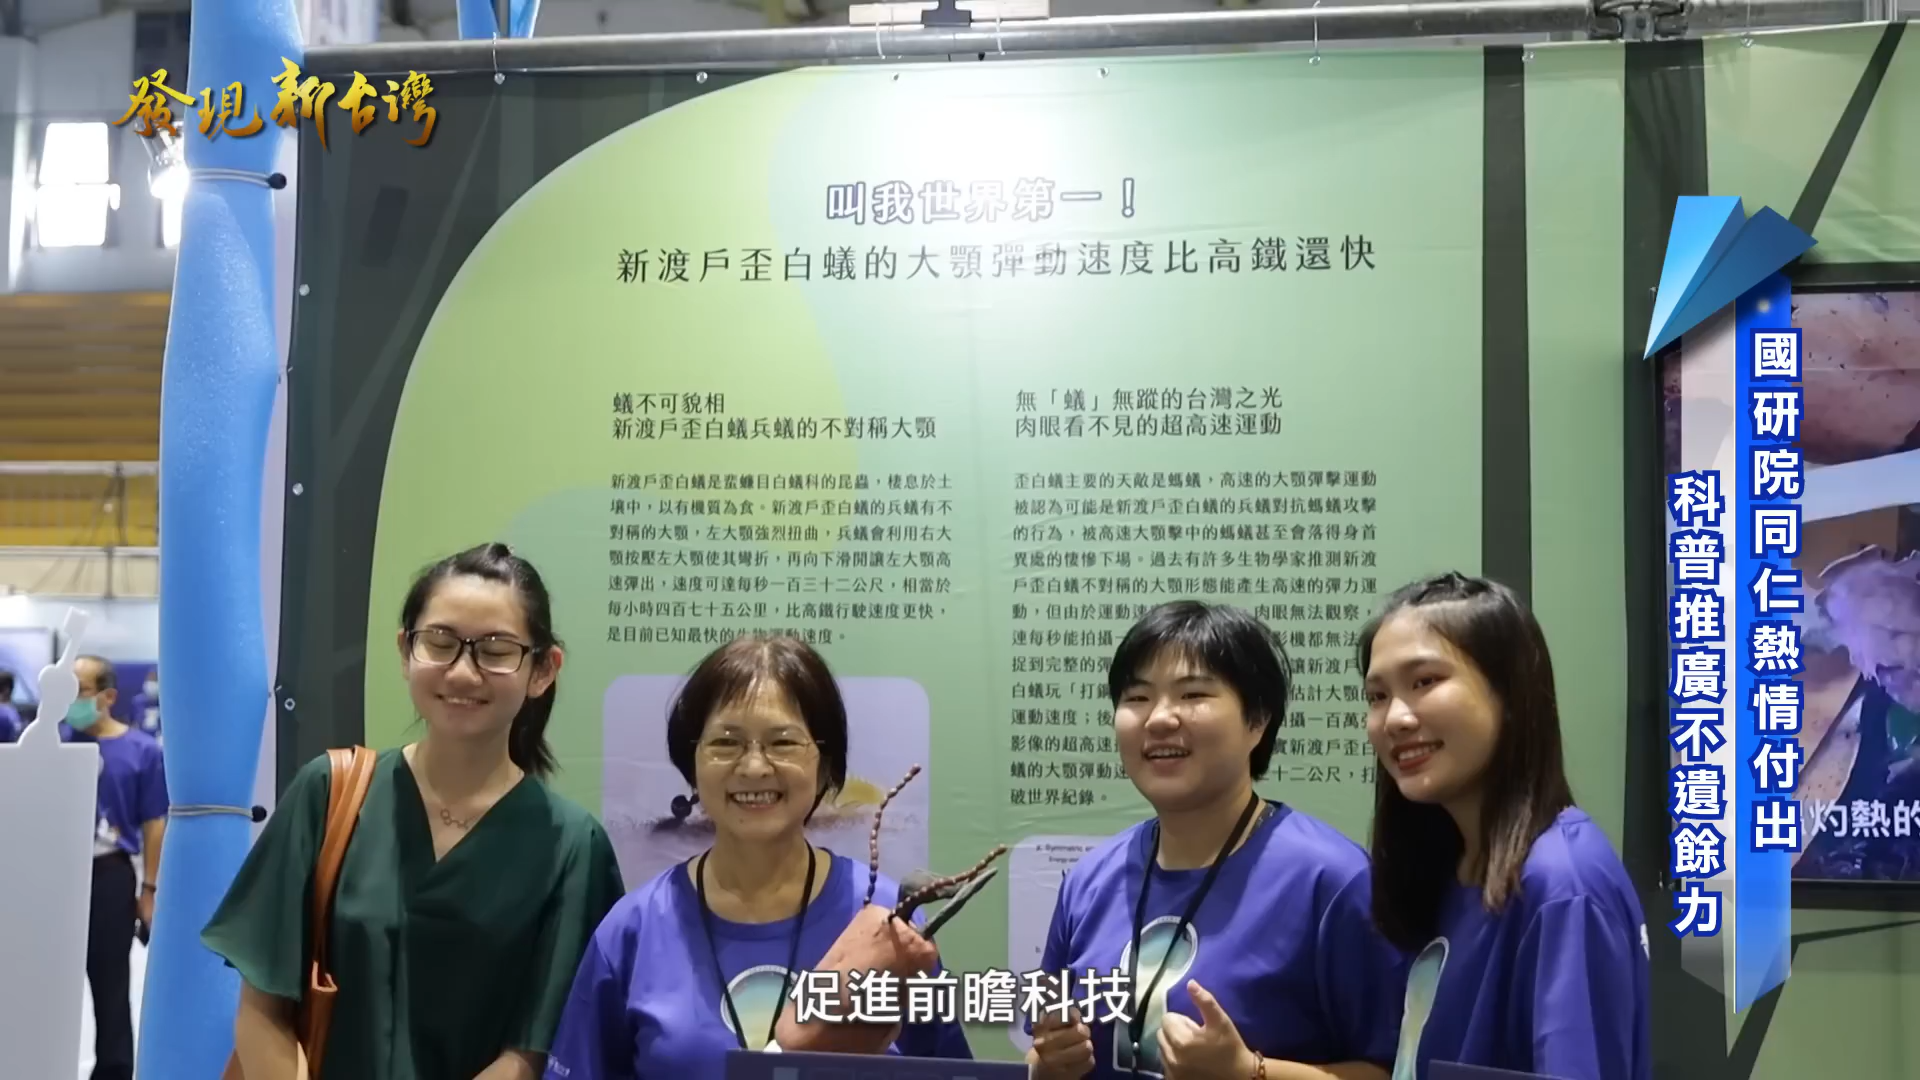 發現新台灣
叫我世界第一！
新渡戶歪白蟻的大顎彈動速度比高鐵還快
蟻不可貌相
新渡戶歪白蟻兵蟻的不對稱大顎
新渡戶歪白蟻是蜚蠊目白蟻科的昆蟲，棲息於土
壤中，以有機質為食。新渡戶歪白蟻的兵蟻有不
對稱的大顎，左大顎強烈扭曲，兵蟻會利用右大
顎按壓左大顎使其彎折，再向下滑開讓左大顎高
速彈出，速度可達每秒一百三十二公尺，相當於
每小時四百七十五公里，比高鐵行駛速度更快，
是目前已知最快的生物運動速度。
無「蟻」無蹤的台灣之光
肉眼看不見的超高速運動
歪白蟻主要的天敵是螞蟻，高速的大顎彈擊運動
被認為可能是新渡戶歪白蟻的兵蟻對抗螞蟻攻擊
的行為，被高速大顎擊中的螞蟻甚至會落得身首
異處的悽慘下場。過去有許多生物學家推測新渡
戶歪白蟻不對稱的大顎形態能產生高速的彈力運
動，但由於運動速 肉眼無法觀察，
連每秒能拍攝一 影機都無法
捉到完整的彈 讓新渡戶
白蟻玩「打鋼 估計大顎的
運動速度；後 拍攝一百萬張
影像的超高速攝 實新渡戶歪白
蟻的大顎彈動速 三十二公尺，打
破世界紀錄。
國研院同仁熱情付出
科普推廣不遺餘力
灼熱的
促進前瞻科技